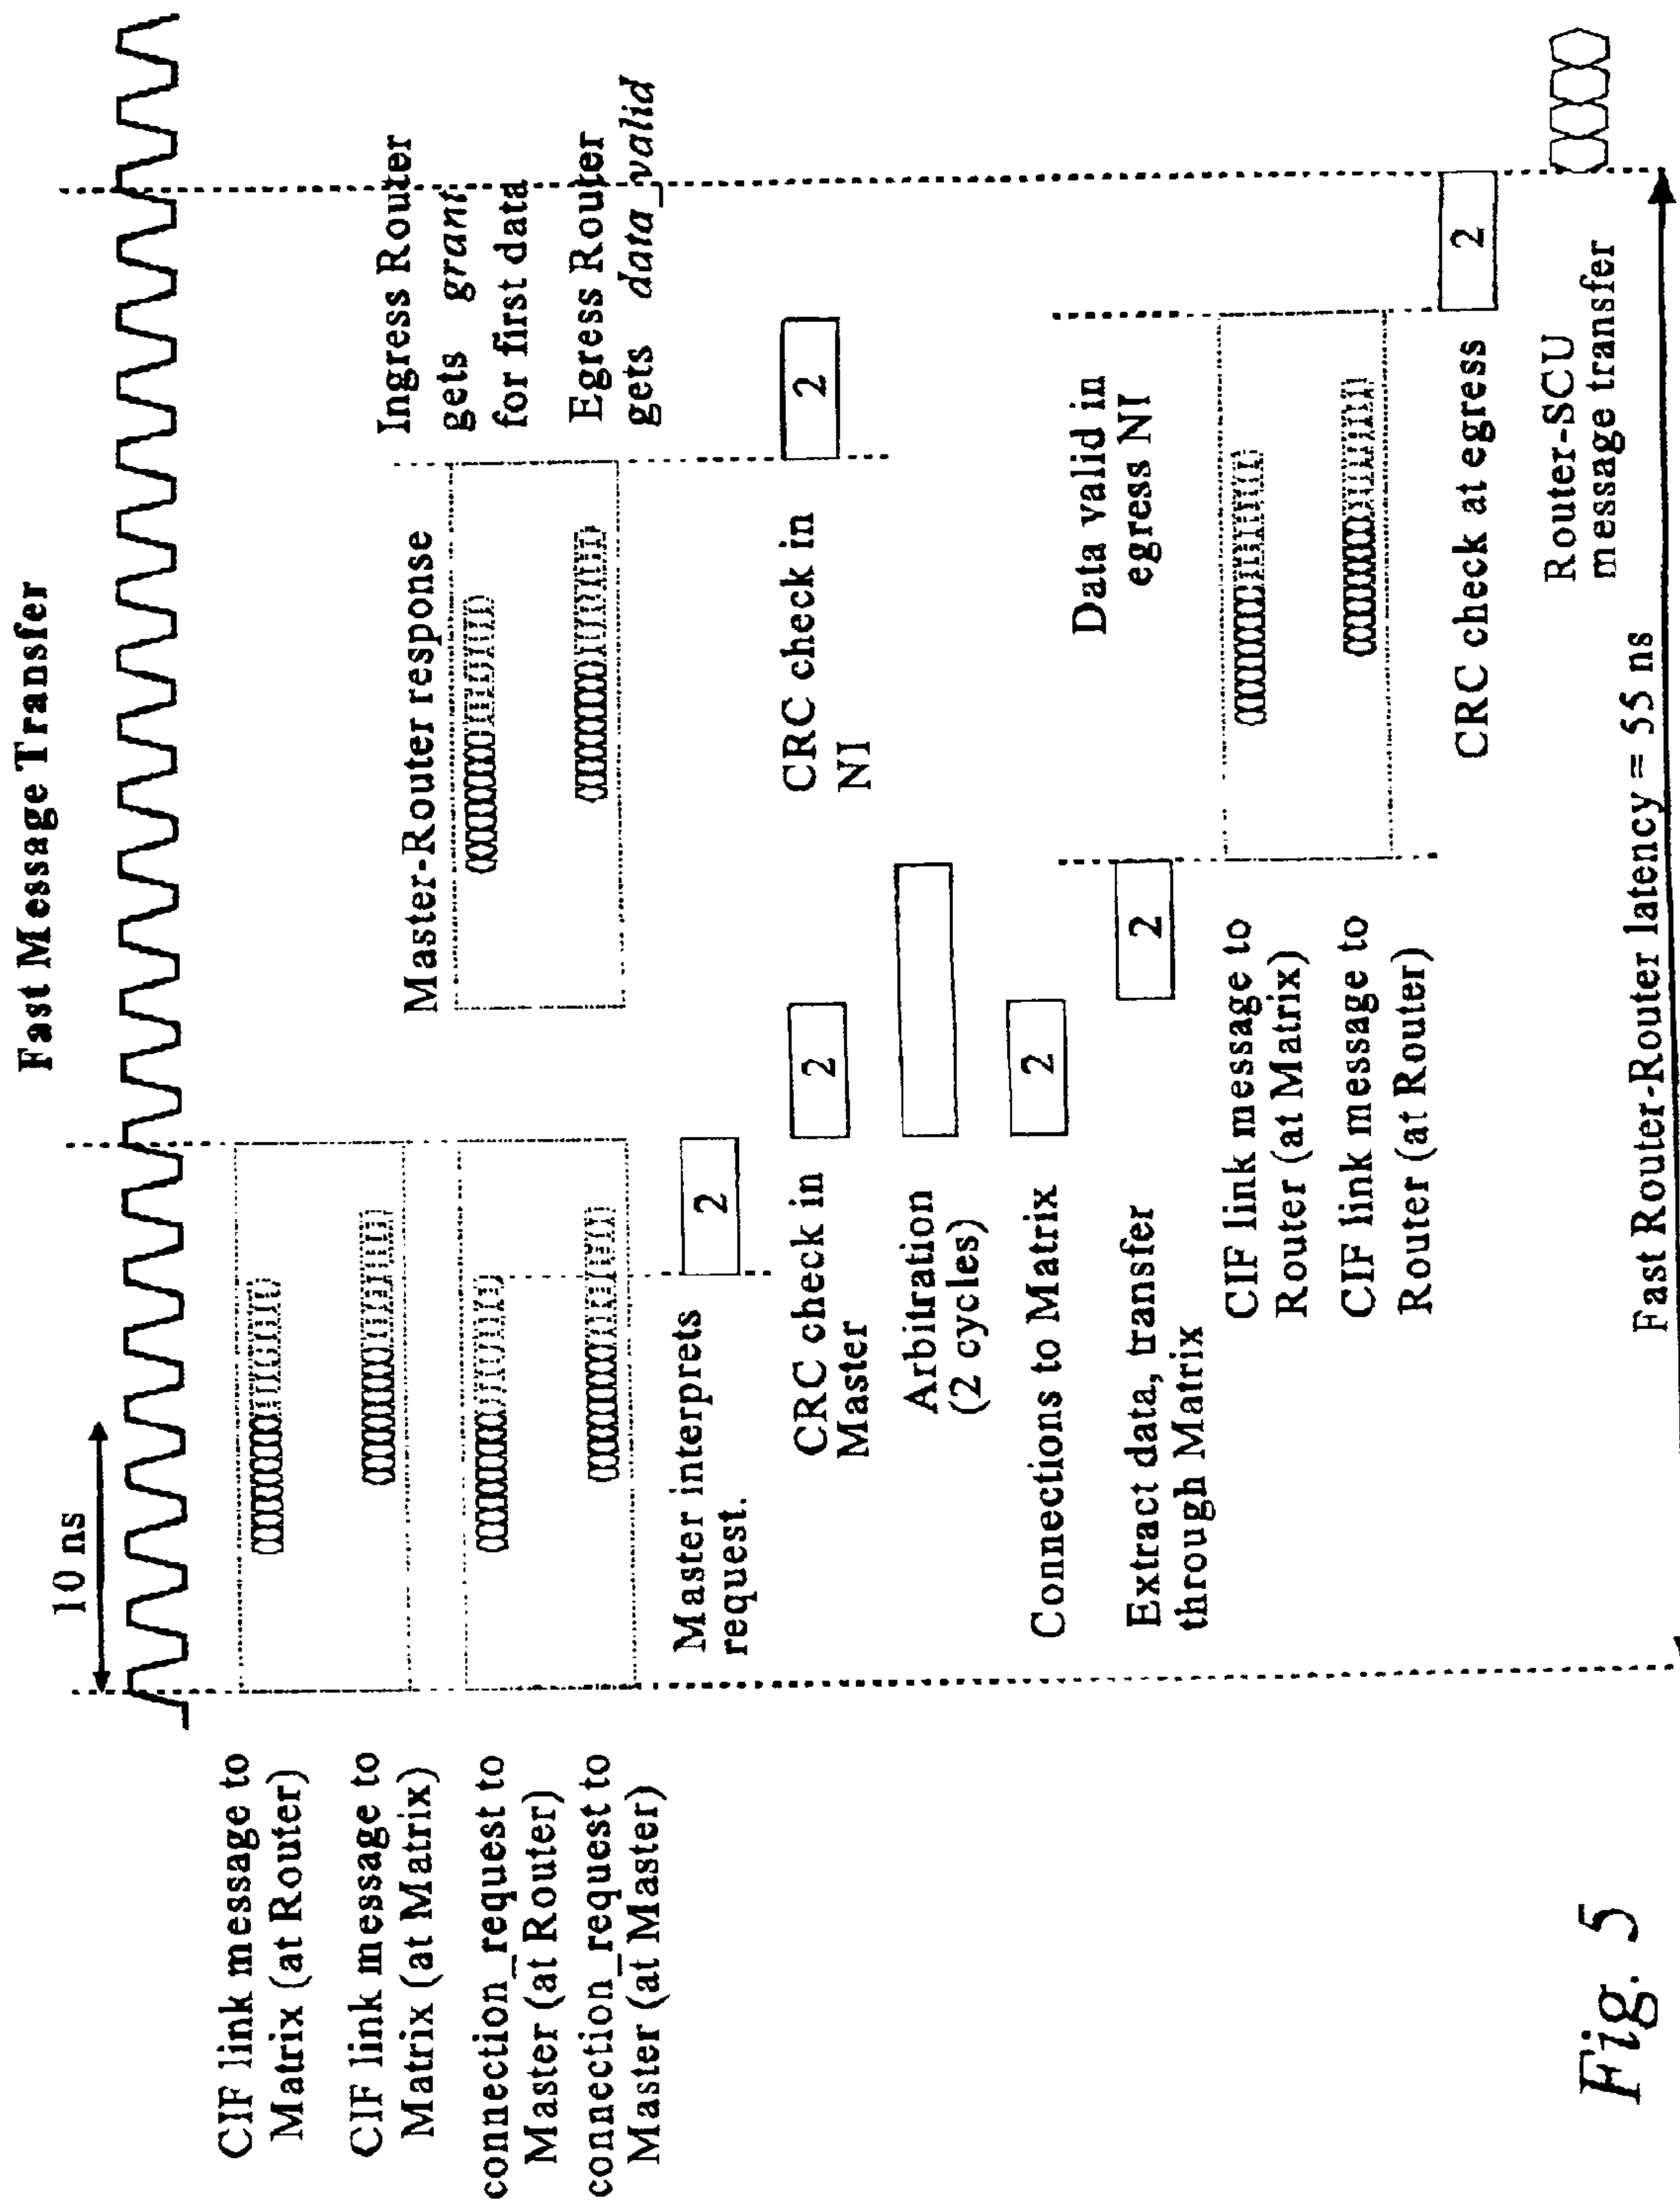 Fast Message Transfer
10 ns
CIF link message to
Matrix (at Router)
CIF link message to
Matrix (at Matrix)
connection_request to
Master (at Router)
connection_request to
Master (at Master)
Master-Router response
Ingress Router
gets grant
for first data
Egress Router
gets data_valid
Master interprets
request.
2
CRC check in
Master
2
CRC check in
NI
2
Arbitration
(2 cycles)
Connections to Matrix
2
Extract data, transfer
through Matrix
2
Data valid in
egress NI
CIF link message to
Router (at Matrix)
CIF link message to
Router (at Router)
CRC check at egress
2
Router-SCU
message transfer
Fast Router-Router latency = 55 ns
Fig. 5